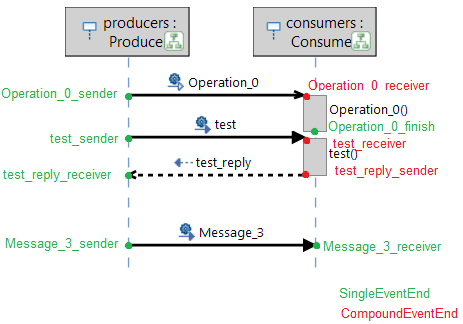 producers :
Produce
consumers :
Consume
Operation_0
Operation_0_receiver
Operation_0_sender
Operation_0()
test
Operation_0_finish
test_sender
test_receiver
test()
test_reply
test_reply_receiver
test_reply_sender
Message_3
Message_3_sender
Message_3_receiver
SingleEventEnd
CompoundEventEnd